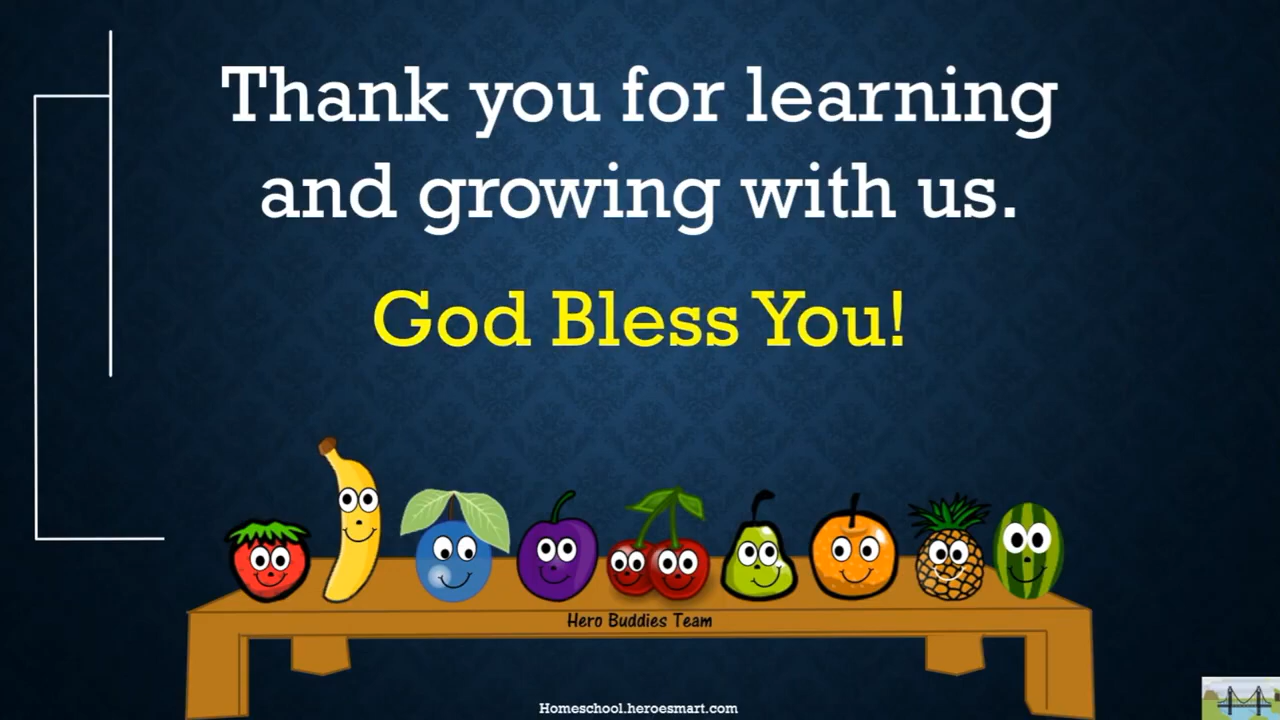 Thank you for learning
and growing with us.
God Bless You!
Hero Buddies Team
Homeschool.heroesmart.com